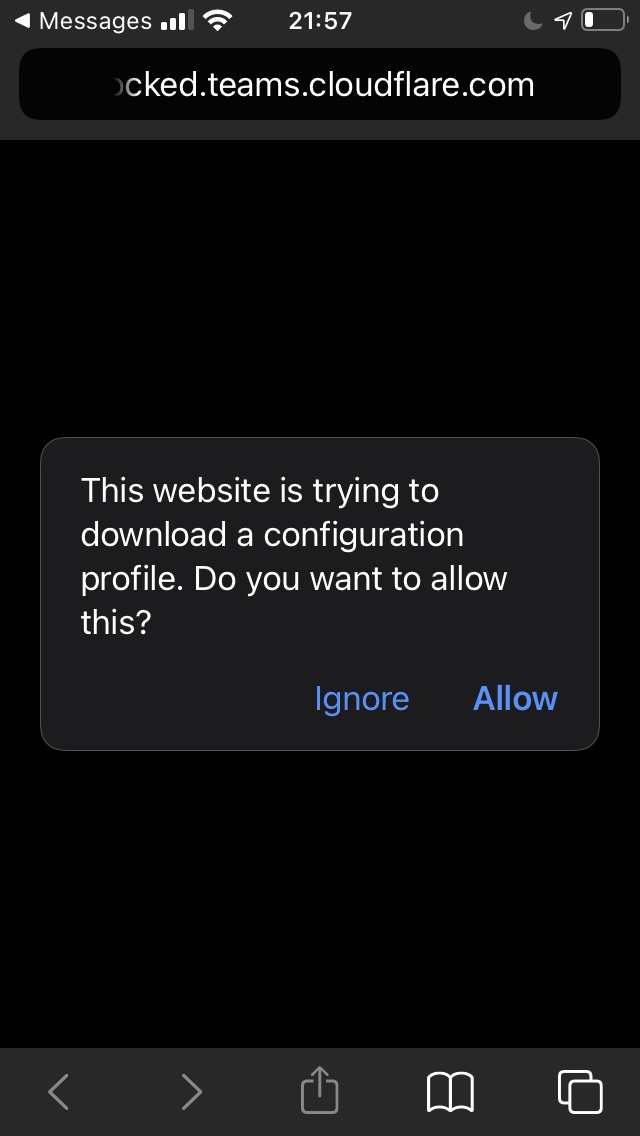 Messages
21:57
ocked.teams.cloudflare.com
This website is trying to
download a configuration
profile. Do you want to allow
this?
Ignore
Allow